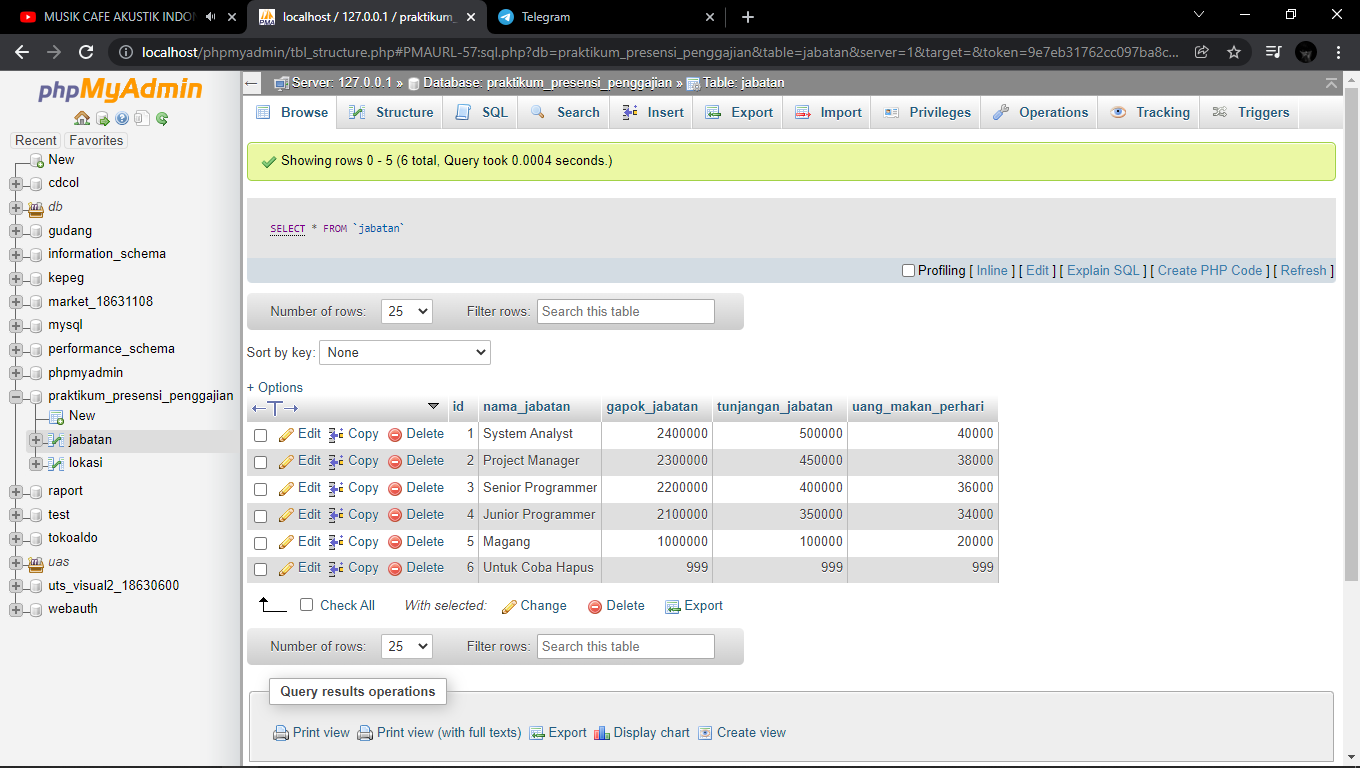 MUSIK CAFE AKUSTIK INDON
localhost / 127.0.0.1 / praktikum_
Telegram
localhost/phpmyadmin/tbl_structure.php#PMAURL-57:sql.php?db=praktikum_presensi_penggajian&table=jabatan&server=1&target=&token=9e7eb31762cc097ba8c...
phpMyAdmin
Recent Favorites
New
cdcol
db
gudang
information_schema
kepeg
market_18631108
mysql
performance_schema
phpmyadmin
praktikum_presensi_penggajian
New
jabatan
lokasi
raport
test
tokoaldo
uas
uts_visual2_18630600
webauth
Server: 127.0.0.1 » Database: praktikum_presensi_penggajian » Table: jabatan
Browse Structure SQL Search Insert Export Import Privileges Operations Tracking Triggers
Showing rows 0 - 5 (6 total, Query took 0.0004 seconds.)
SELECT * FROM `jabatan`
Profiling [ Inline ] [ Edit ] [ Explain SQL ] [ Create PHP Code ] [ Refresh ]
Number of rows: 25 Filter rows: Search this table
Sort by key: None
+ Options
id nama_jabatan gapok_jabatan tunjangan_jabatan uang_makan_perhari
Edit Copy Delete 1 System Analyst 2400000 500000 40000
Edit Copy Delete 2 Project Manager 2300000 450000 38000
Edit Copy Delete 3 Senior Programmer 2200000 400000 36000
Edit Copy Delete 4 Junior Programmer 2100000 350000 34000
Edit Copy Delete 5 Magang 1000000 100000 20000
Edit Copy Delete 6 Untuk Coba Hapus 999 999 999
Check All With selected: Change Delete Export
Number of rows: 25 Filter rows: Search this table
Query results operations
Print view Print view (with full texts) Export Display chart Create view